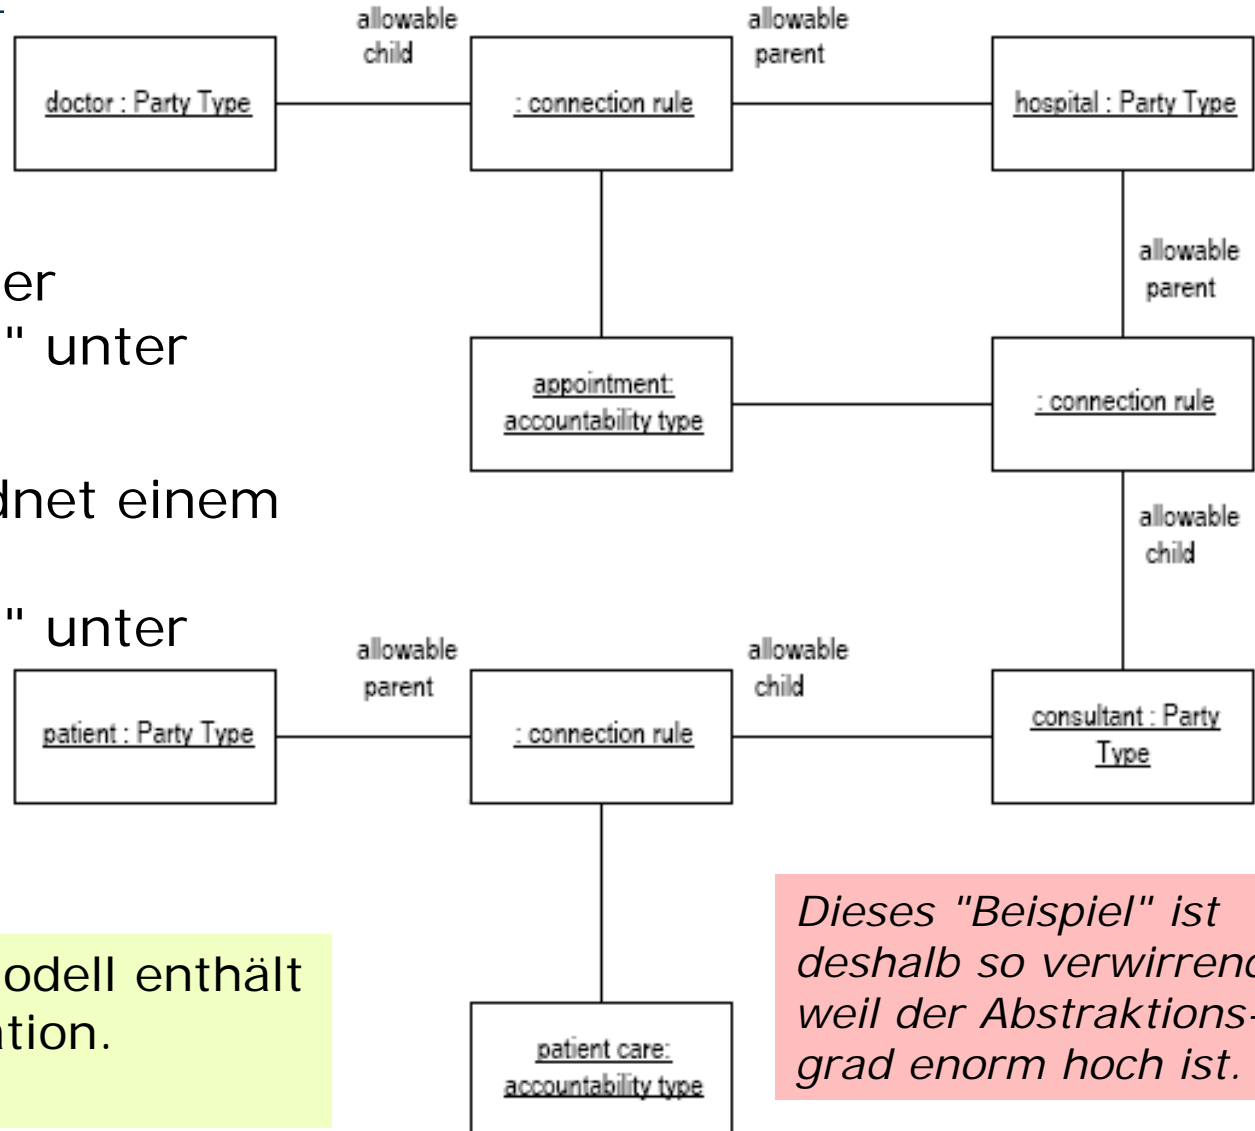 allowable
child
allowable
parent
doctor : Party Type
: connection rule
hospital : Party Type
allowable
parent
er
" unter
appointment:
accountability type
: connection rule
dnet einem
allowable
child
" unter
allowable
parent
allowable
child
patient : Party Type
: connection rule
consultant : Party
Type
odell enthält
ation.
Dieses "Beispiel" ist
deshalb so verwirrend
weil der Abstraktions-
grad enorm hoch ist.
patient care:
accountability type